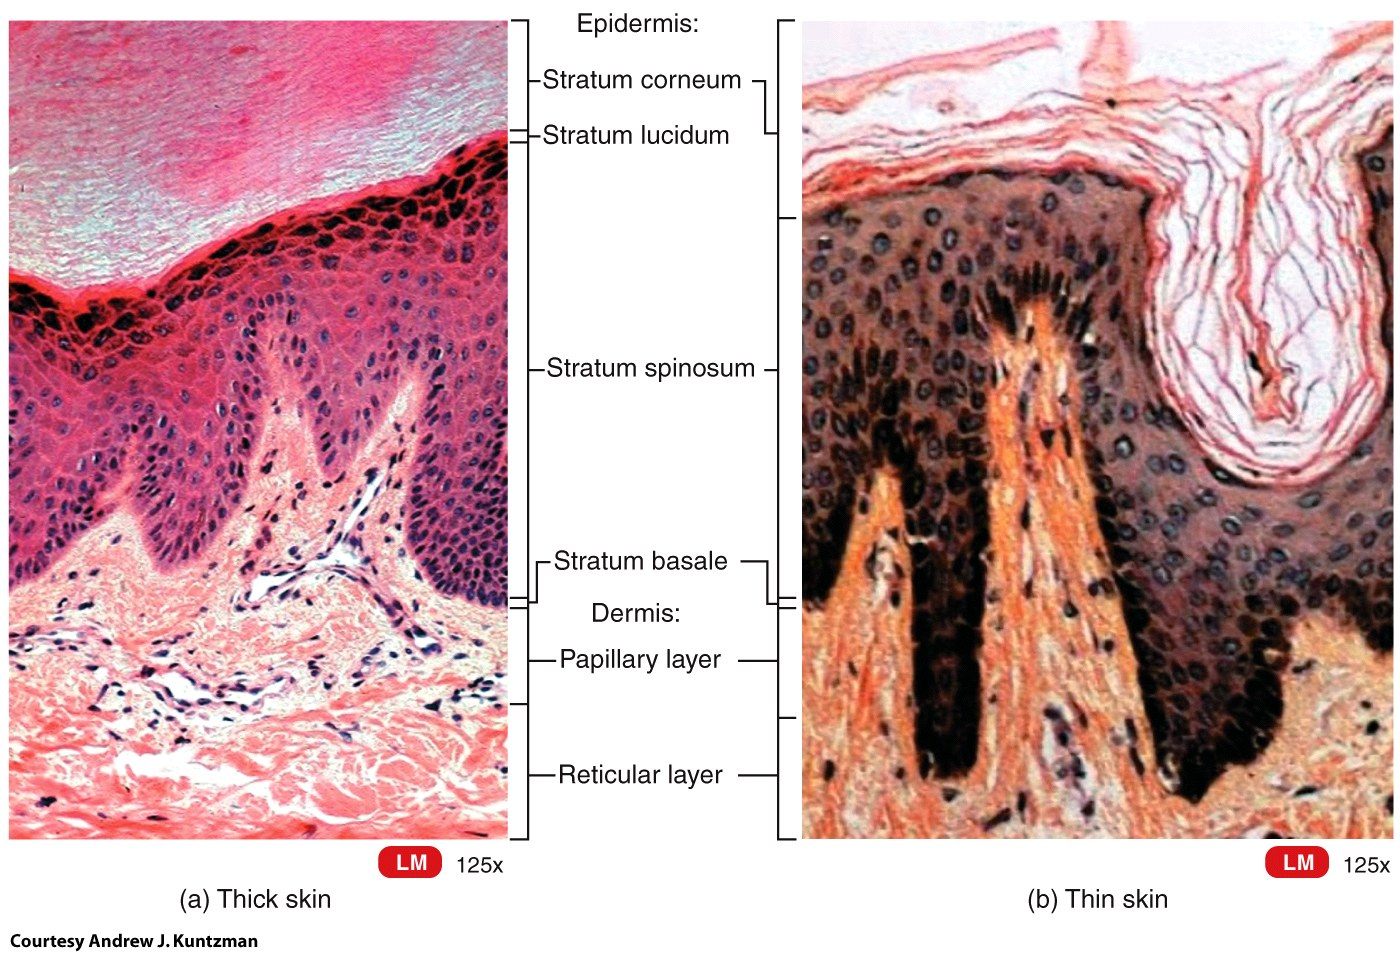 Epidermis:
Stratum corneum
Stratum lucidum
Stratum spinosum
Stratum basale
Dermis:
Papillary layer
Reticular layer
LM 125x
LM 125x
(a) Thick skin
(b) Thin skin
Courtesy Andrew J. Kuntzman